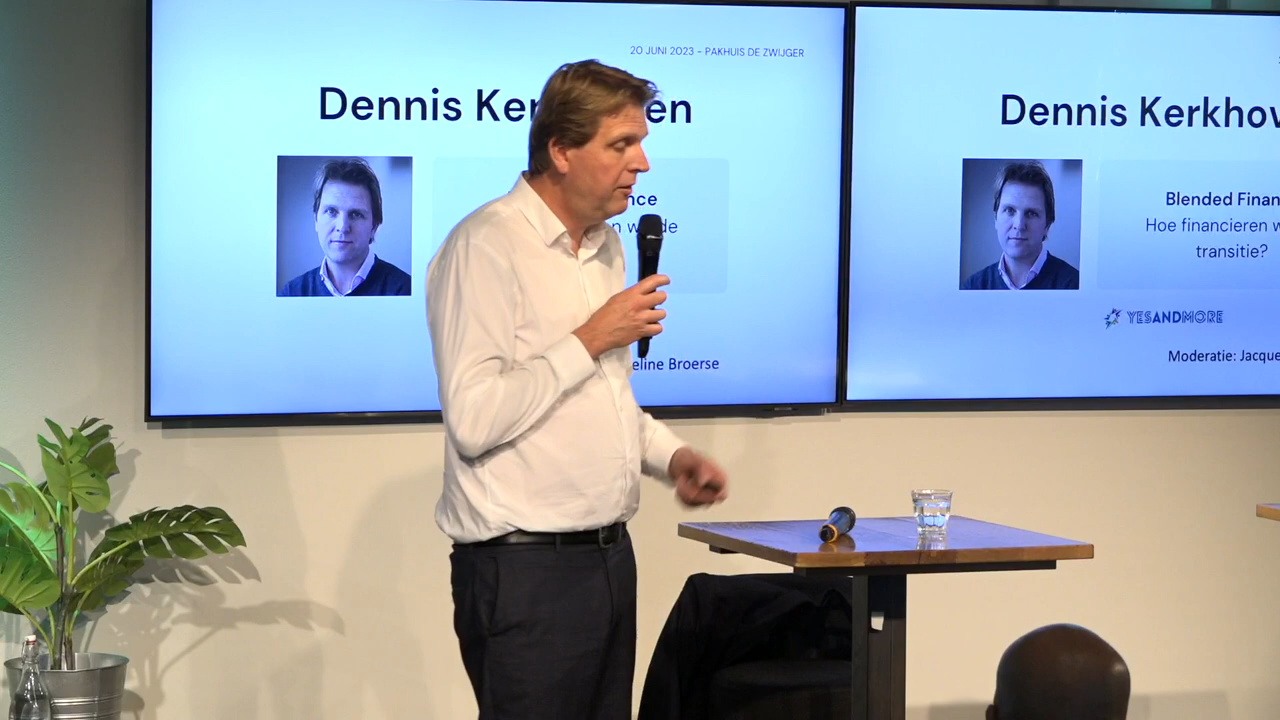 20 JUNI 2023 - PAKHUIS DE ZWIJGER
Dennis Ker en
nce
n we de
eline Broerse
Dennis Kerkhov
Blended Finan
Hoe financieren w
transitie?
YESANDMORE
Moderatie: Jacque